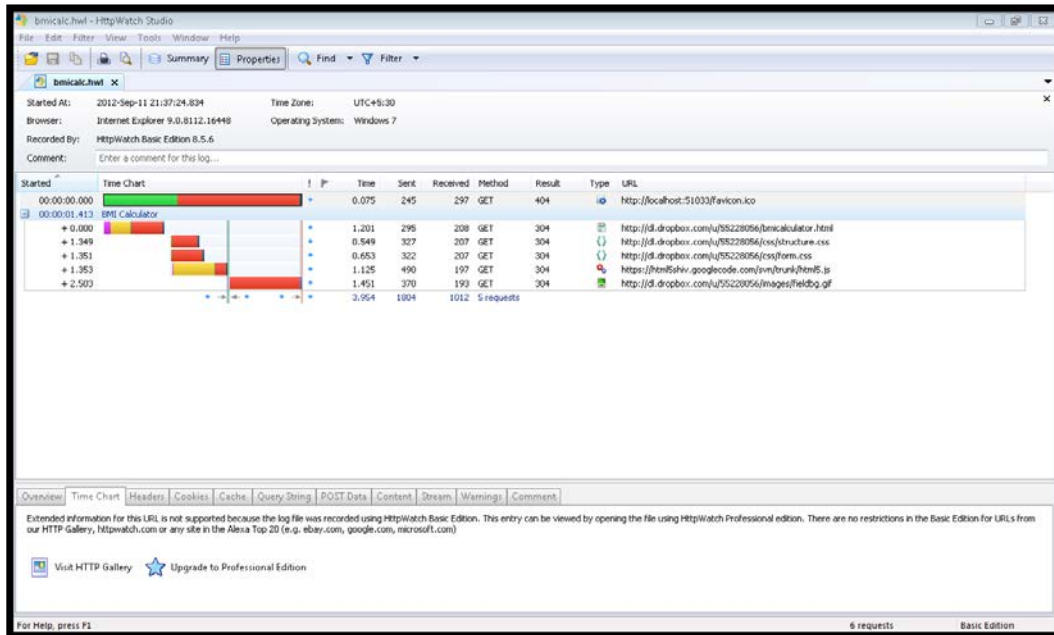 bmicalc.hwl - HttpWatch Studio
File Edit Filter View Tools Window Help
Summary Properties Find Filter
bmicalc.hwl
Started At: 2012-Sep-11 21:37:24.834 Time Zone: UTC+5:30
Browser: Internet Explorer 9.0.8112.16448 Operating System: Windows 7
Recorded By: HttpWatch Basic Edition 8.5.6
Comment: Enter a comment for this log...
Started Time Chart ! Time Sent Received Method Result Type URL
00:00:00.000 0.075 245 297 GET 404 http://localhost:51033/favicon.ico
00:00:01.413 BMI Calculator
+ 0.000 1.201 295 208 GET 304 http://dl.dropbox.com/u/55228056/bmicalculator.html
+ 1.349 0.549 327 207 GET 304 http://dl.dropbox.com/u/55228056/css/structure.css
+ 1.351 0.653 322 207 GET 304 http://dl.dropbox.com/u/55228056/css/form.css
+ 1.353 1.125 490 197 GET 304 https://html5shiv.googlecode.com/svn/trunk/html5.js
+ 2.503 1.451 370 193 GET 304 http://dl.dropbox.com/u/55228056/images/fieldbg.gif
3.954 1804 1012 5 requests
Overview Time Chart Headers Cookies Cache Query String POST Data Content Stream Warnings Comment
Extended information for this URL is not supported because the log file was recorded using HttpWatch Basic Edition. This entry can be viewed by opening the file using HttpWatch Professional edition. There are no restrictions in the Basic Edition for URLs from
our HTTP Gallery, httpwatch.com or any site in the Alexa Top 20 (e.g. ebay.com, google.com, microsoft.com)
Visit HTTP Gallery Upgrade to Professional Edition
For Help, press F1 6 requests Basic Edition